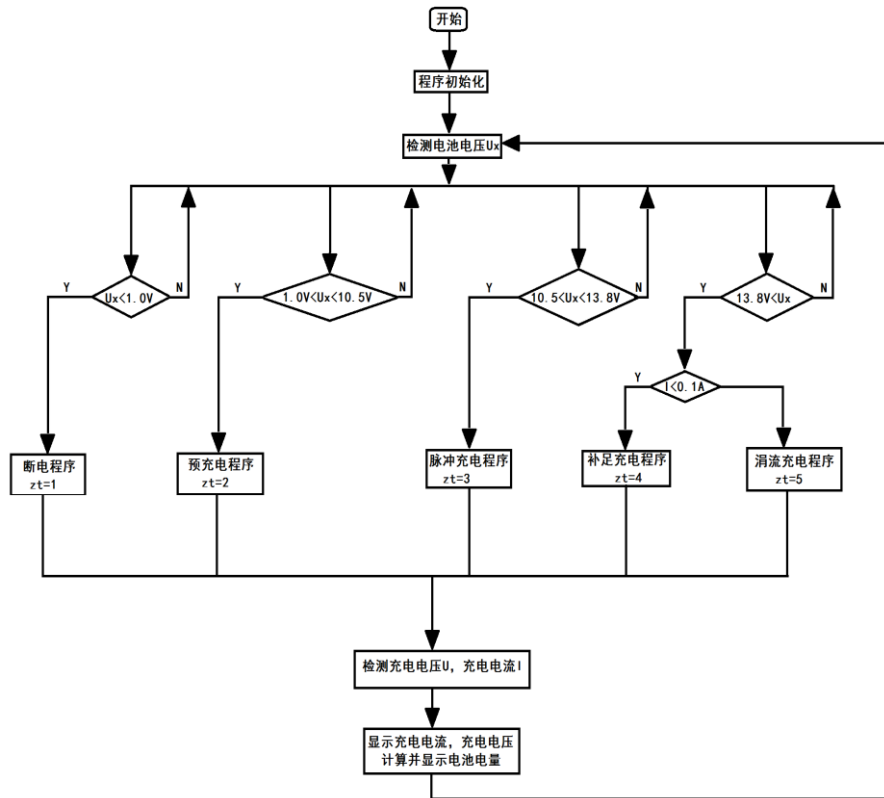 开始
程序初始化
检测电池电压Ux
Y
Ux<1.0V
N
Y
1.0V<Ux<10.5V
N
Y
10.5<Ux<13.8V
N
Y
13.8V<Ux
N
Y
I<0.1A
断电程序
zt=1
预充电程序
zt=2
脉冲充电程序
zt=3
补足充电程序
zt=4
涓流充电程序
zt=5
检测充电电压U，充电电流I
显示充电电流，充电电压
计算并显示电池电量